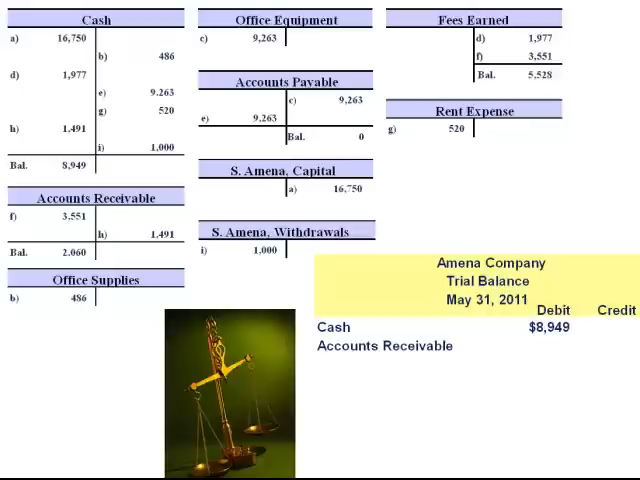 Cash
a) 16,750
b) 486
d) 1,977
e) 9.263
g) 520
h) 1,491
i) 1,000
Bal. 8,949
Accounts Receivable
f) 3.551
h) 1.491
Bal. 2.060
Office Supplies
b) 486
Office Equipment
c) 9,263
Accounts Payable
c) 9,263
e) 9.263
Bal. 0
S. Amena, Capital
a) 16,750
S. Amena, Withdrawals
i) 1,000
Fees Earned
d) 1,977
f) 3,551
Bal. 5,528
Rent Expense
g) 520
Amena Company
Trial Balance
May 31, 2011
Debit Credit
Cash $8,949
Accounts Receivable